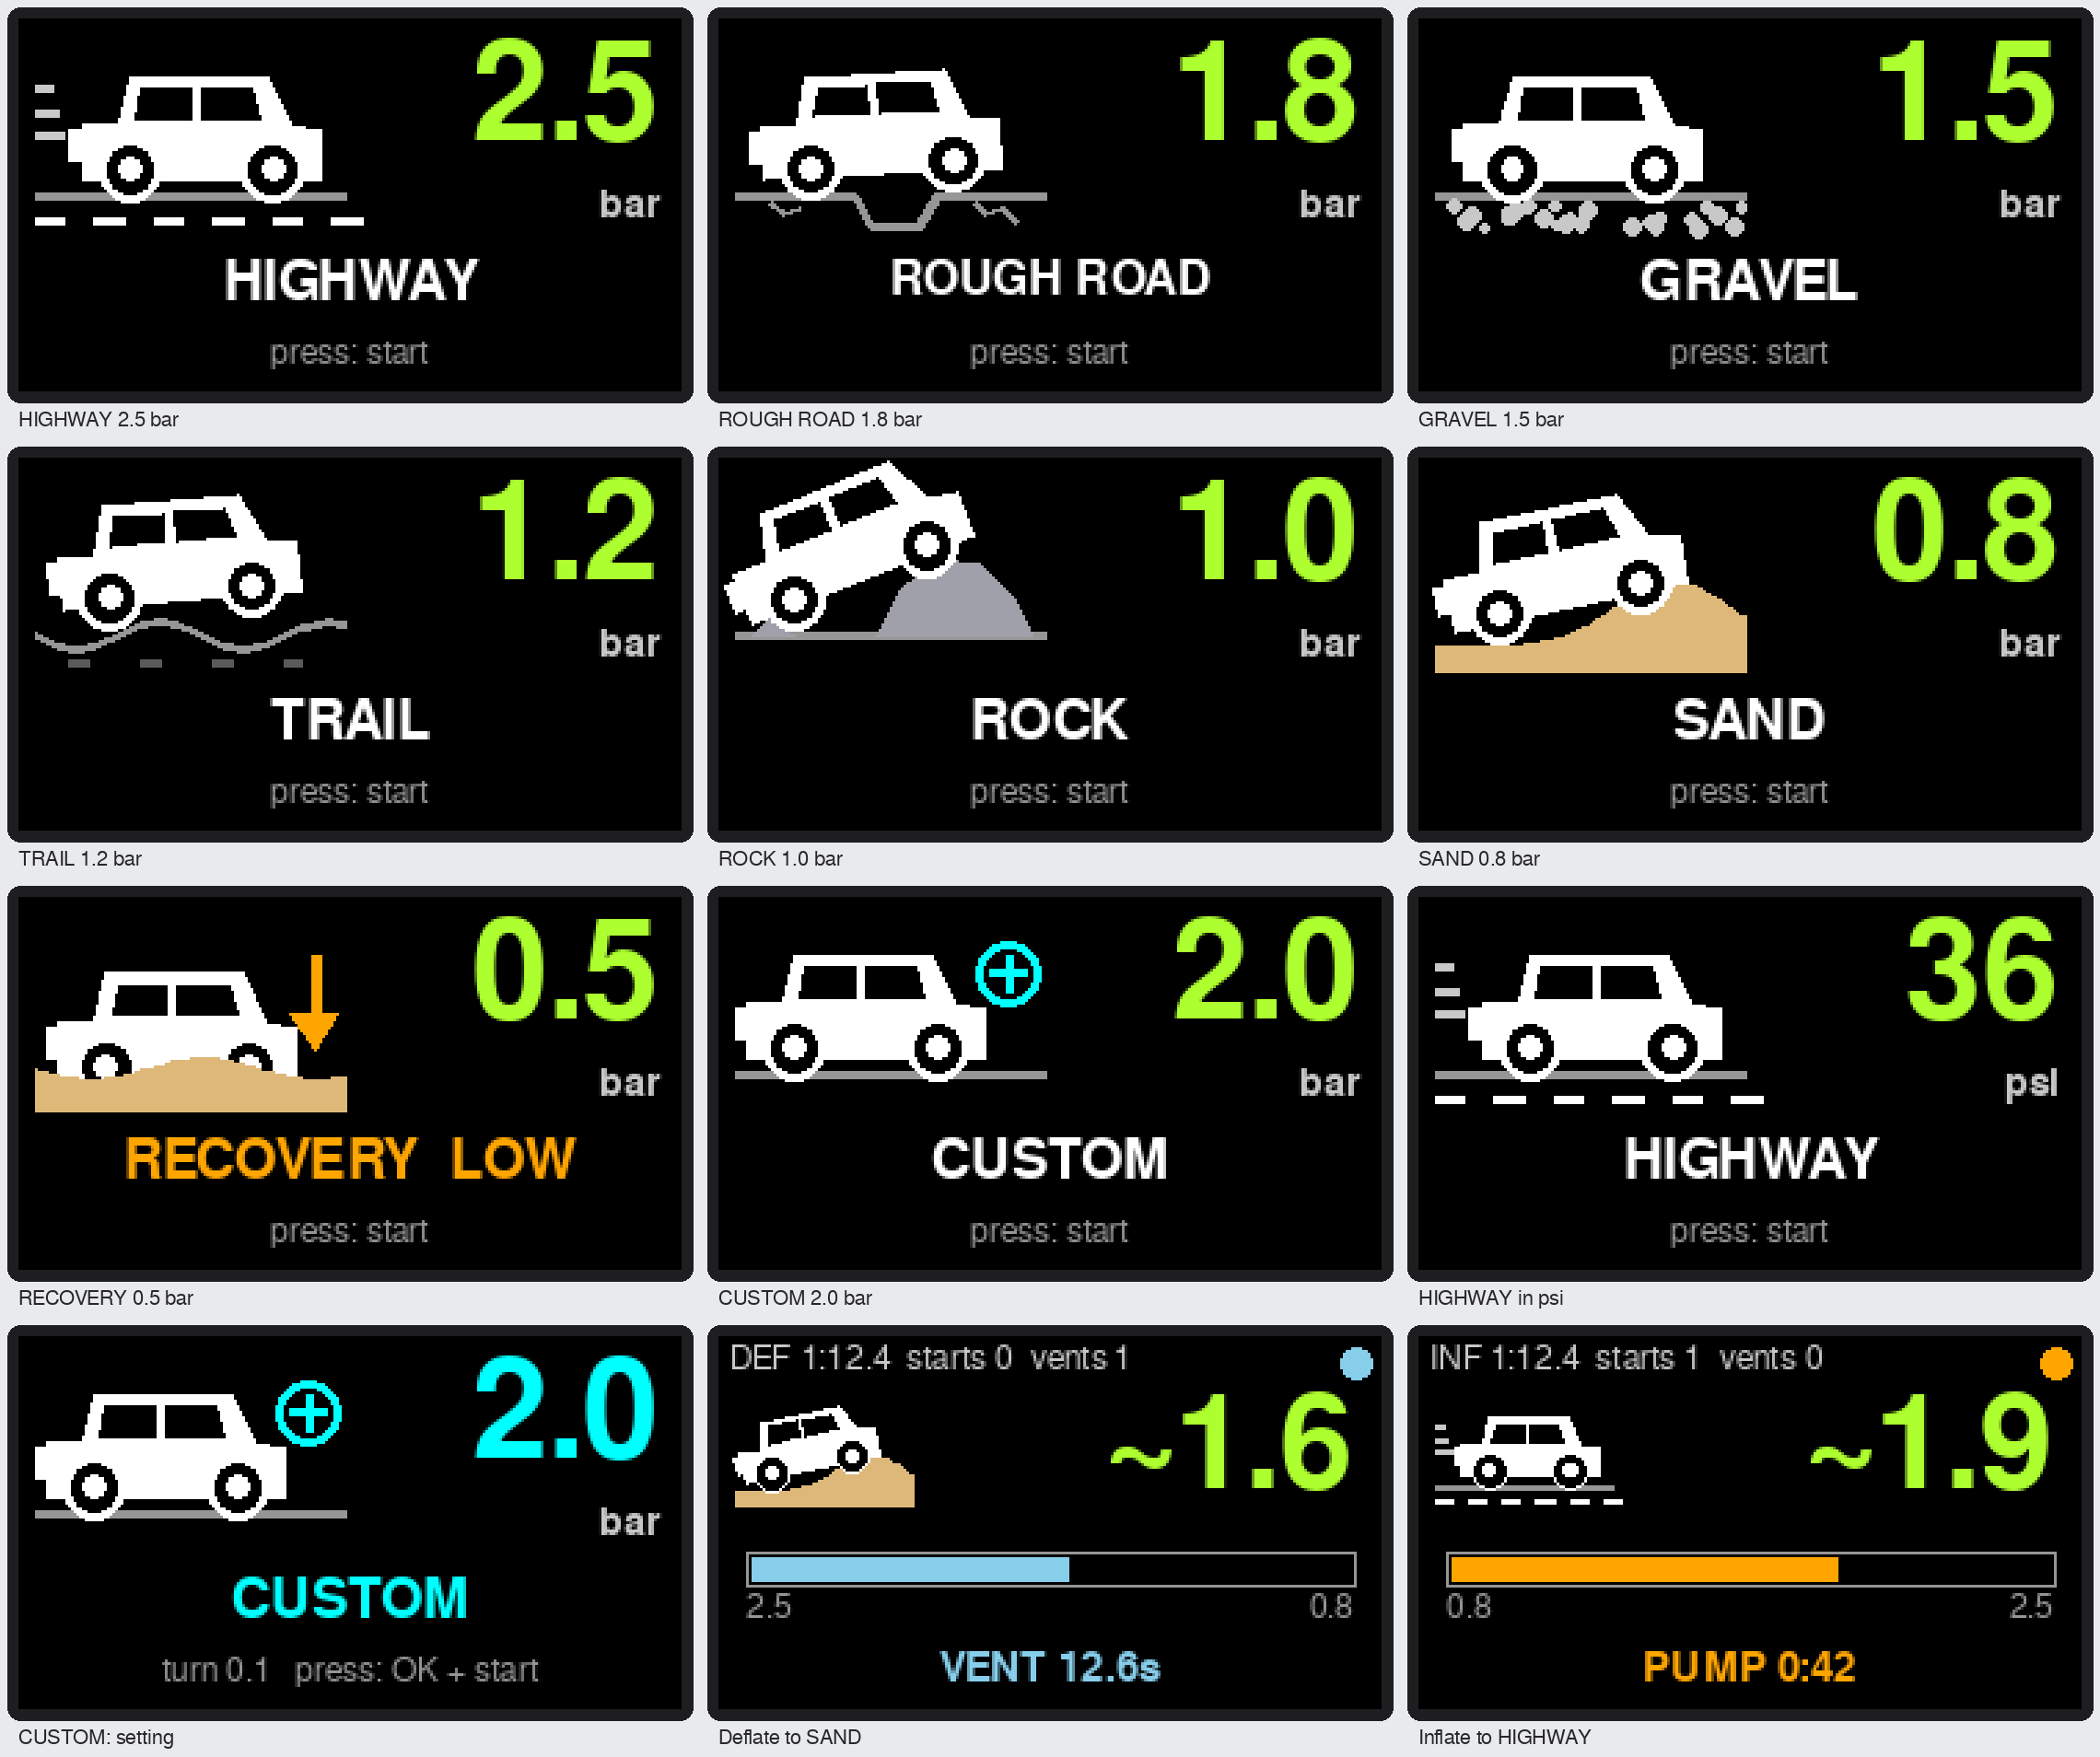 2.5
bar
HIGHWAY
press: start
HIGHWAY 2.5 bar
1.8
bar
ROUGH ROAD
press: start
ROUGH ROAD 1.8 bar
1.5
bar
GRAVEL
press: start
GRAVEL 1.5 bar
1.2
bar
TRAIL
press: start
TRAIL 1.2 bar
1.0
bar
ROCK
press: start
ROCK 1.0 bar
0.8
bar
SAND
press: start
SAND 0.8 bar
0.5
bar
RECOVERY LOW
press: start
RECOVERY 0.5 bar
2.0
bar
CUSTOM
press: start
CUSTOM 2.0 bar
36
psi
HIGHWAY
press: start
HIGHWAY in psi
2.0
bar
CUSTOM
turn 0.1 press: OK + start
CUSTOM: setting
DEF 1:12.4 starts 0 vents 1
~1.6
2.5 0.8
VENT 12.6s
Deflate to SAND
INF 1:12.4 starts 1 vents 0
~1.9
0.8 2.5
PUMP 0:42
Inflate to HIGHWAY